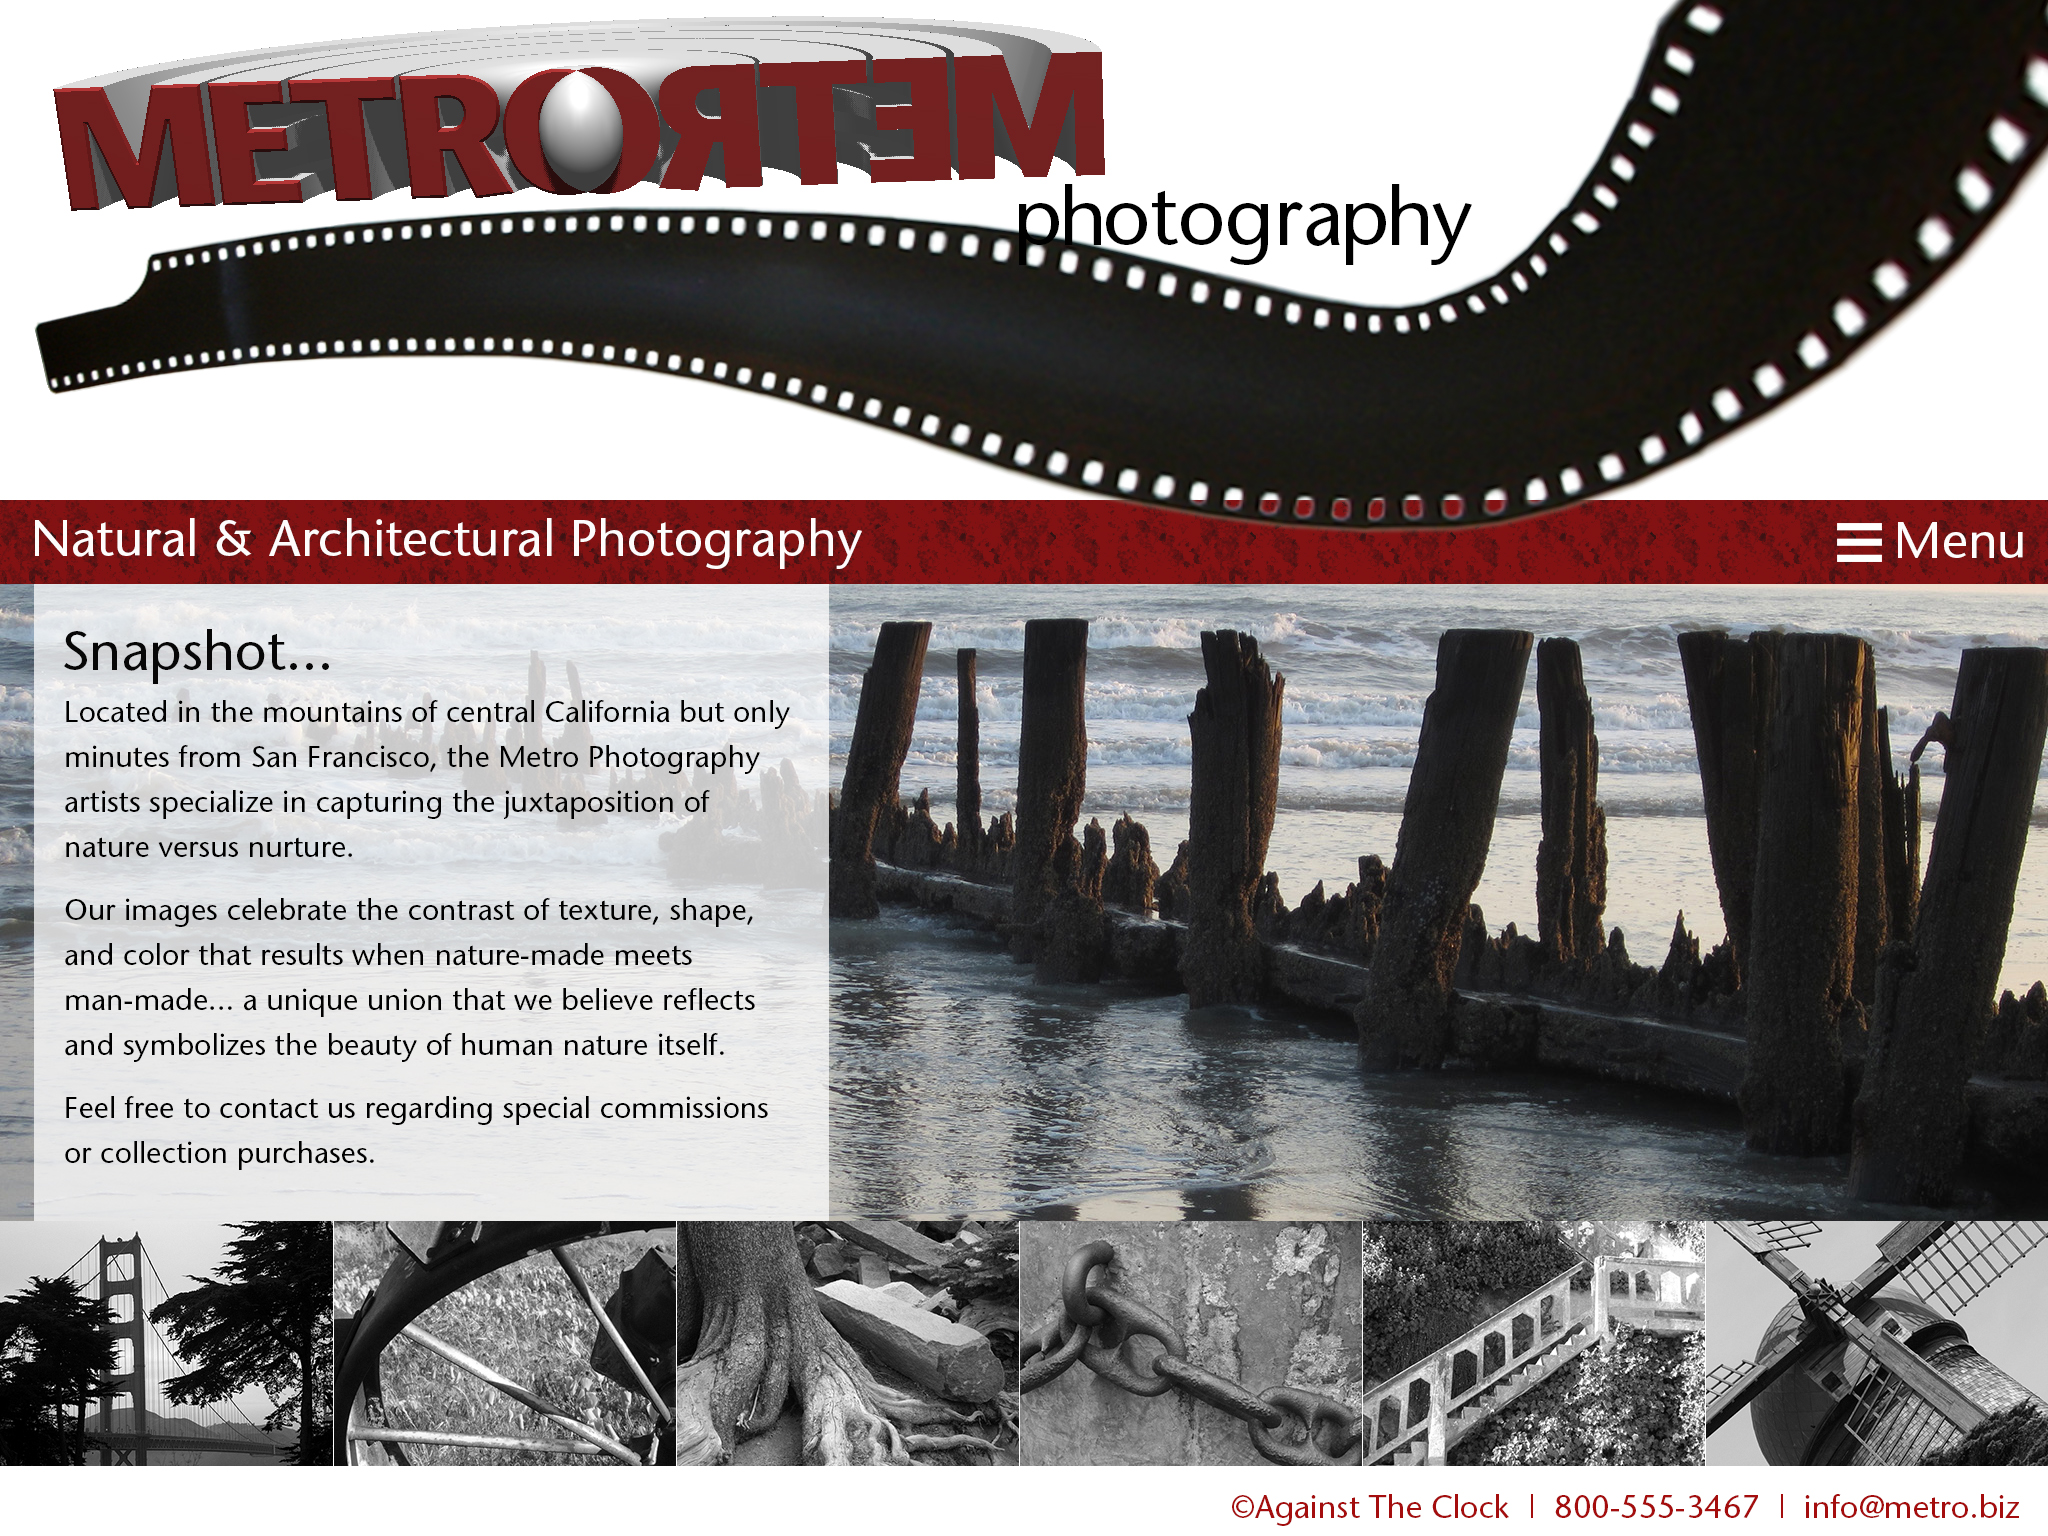 METRORTEM
photography
Natural & Architectural Photography
Menu
Snapshot...
Located in the mountains of central California but only
minutes from San Francisco, the Metro Photography
artists specialize in capturing the juxtaposition of
nature versus nurture.
Our images celebrate the contrast of texture, shape,
and color that results when nature-made meets
man-made... a unique union that we believe reflects
and symbolizes the beauty of human nature itself.
Feel free to contact us regarding special commissions
or collection purchases.
©Against The Clock | 800-555-3467 | info@metro.biz